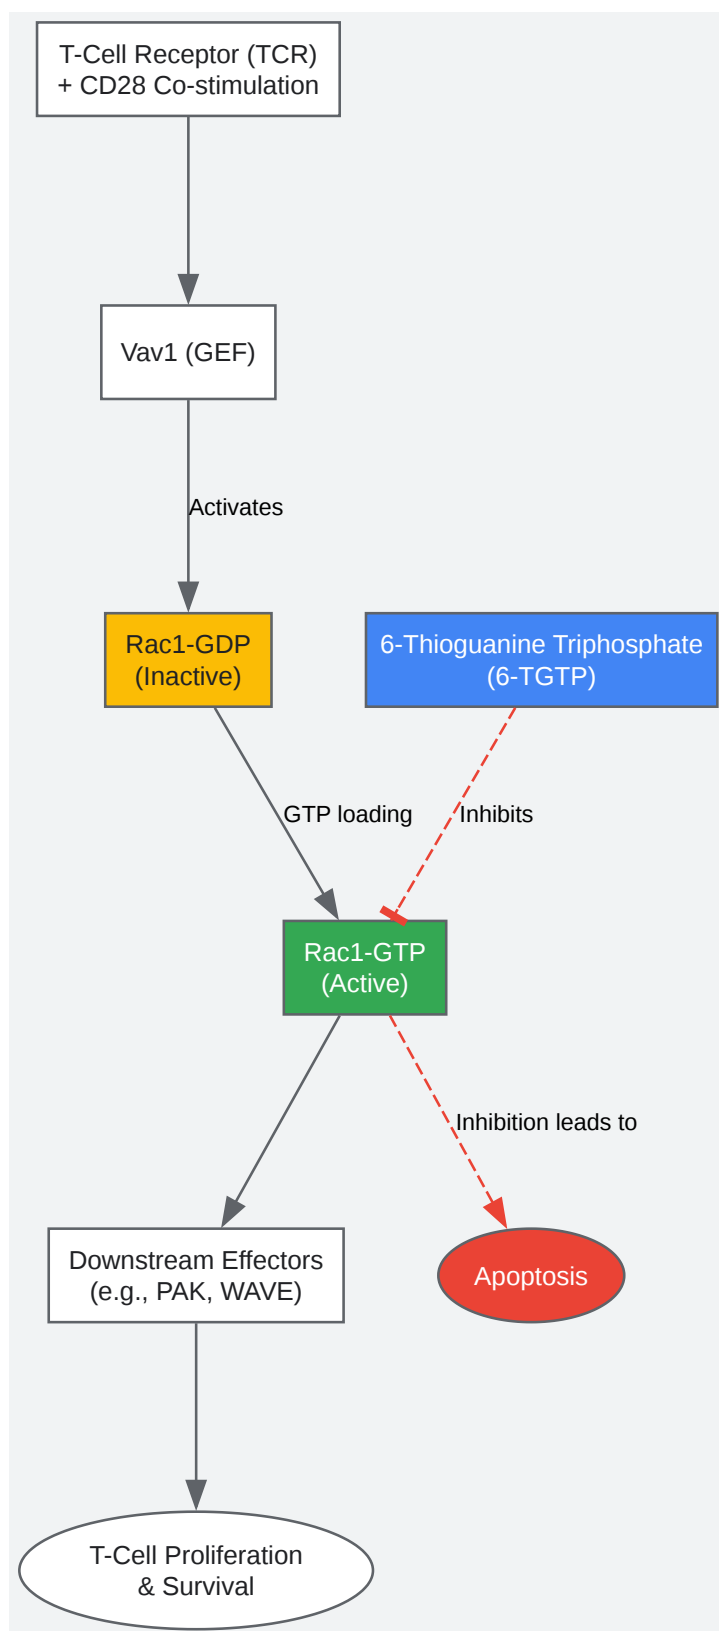 T-Cell Receptor (TCR)
+ CD28 Co-stimulation
Vav1 (GEF)
Activates
Rac1-GDP
(Inactive)
6-Thioguanine Triphosphate
(6-TGTP)
GTP loading
Inhibits
Rac1-GTP
(Active)
Inhibition leads to
Downstream Effectors
(e.g., PAK, WAVE)
Apoptosis
T-Cell Proliferation
& Survival